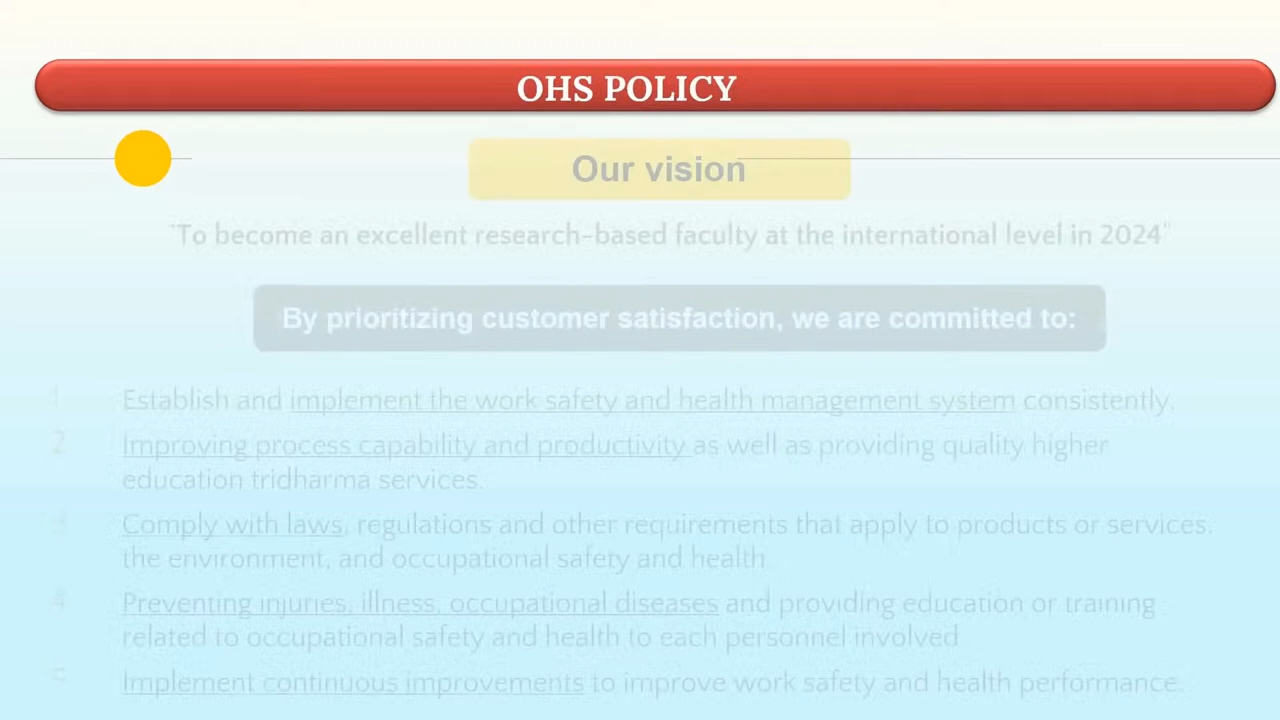 OHS POLICY
Our vision
"To become an excellent research-based faculty at the international level in 2024"
By prioritizing customer satisfaction, we are committed to:
1 Establish and implement the work safety and health management system consistently.
2 Improving process capability and productivity as well as providing quality higher
education tridharma services.
3 Comply with laws, regulations and other requirements that apply to products or services,
the environment, and occupational safety and health
4 Preventing injuries, illness, occupational diseases and providing education or training
related to occupational safety and health to each personnel involved
5 Implement continuous improvements to improve work safety and health performance.